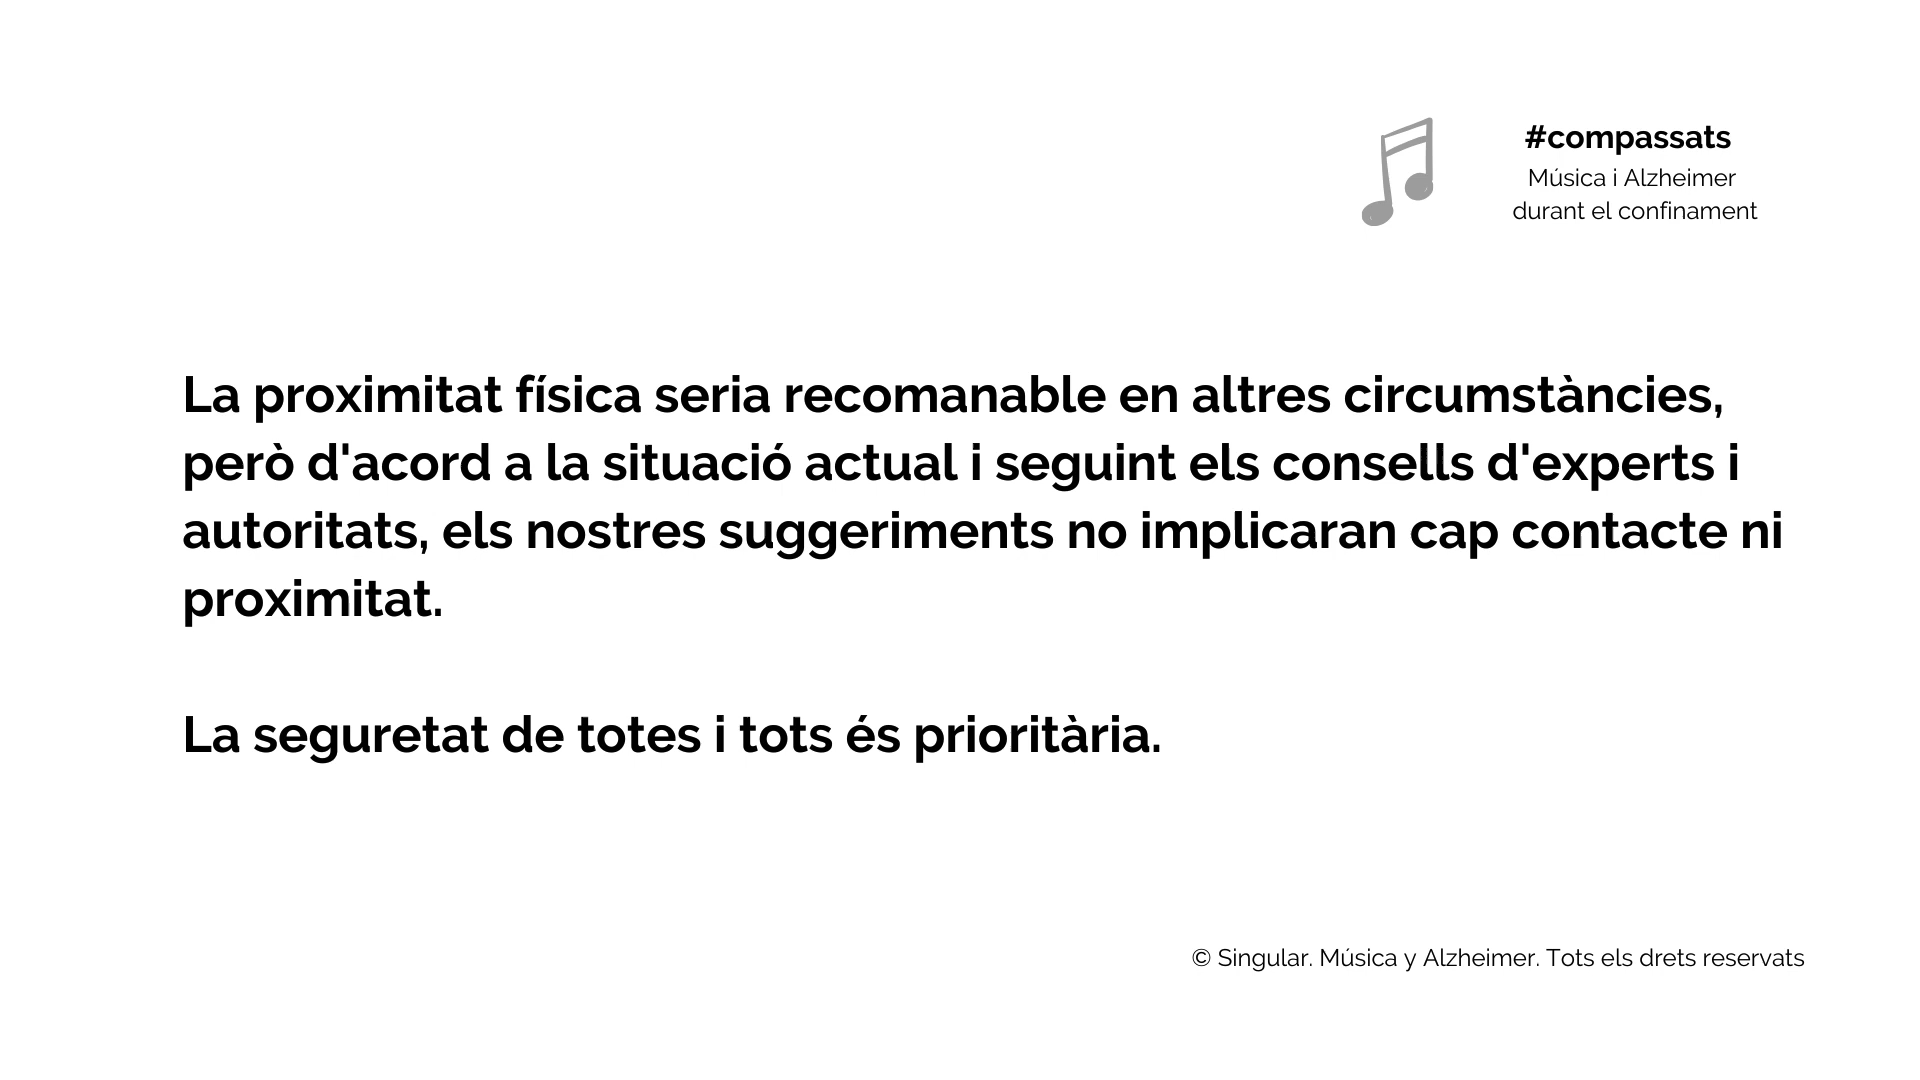 #compassats
Música i Alzheimer
durant el confinament
La proximitat física seria recomanable en altres circumstàncies,
però d'acord a la situació actual i seguint els consells d'experts i
autoritats, els nostres suggeriments no implicaran cap contacte ni
proximitat.
La seguretat de totes i tots és prioritària.
© Singular. Música y Alzheimer. Tots els drets reservats